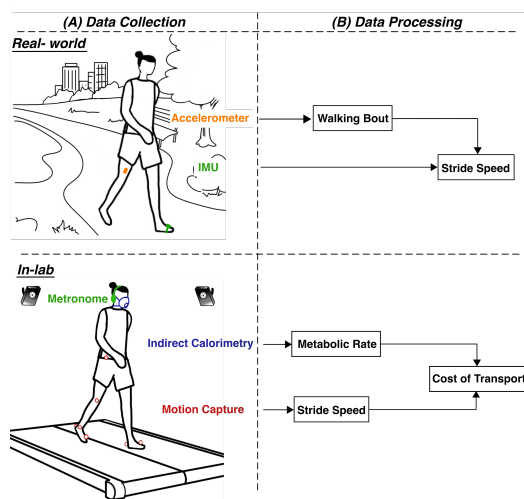 (A) Data Collection
(B) Data Processing
Real- world
Accelerometer
Walking Bout
IMU
Stride Speed
In-lab
Metronome
Indirect Calorimetry
Metabolic Rate
Cost of Transport
Motion Capture
Stride Speed